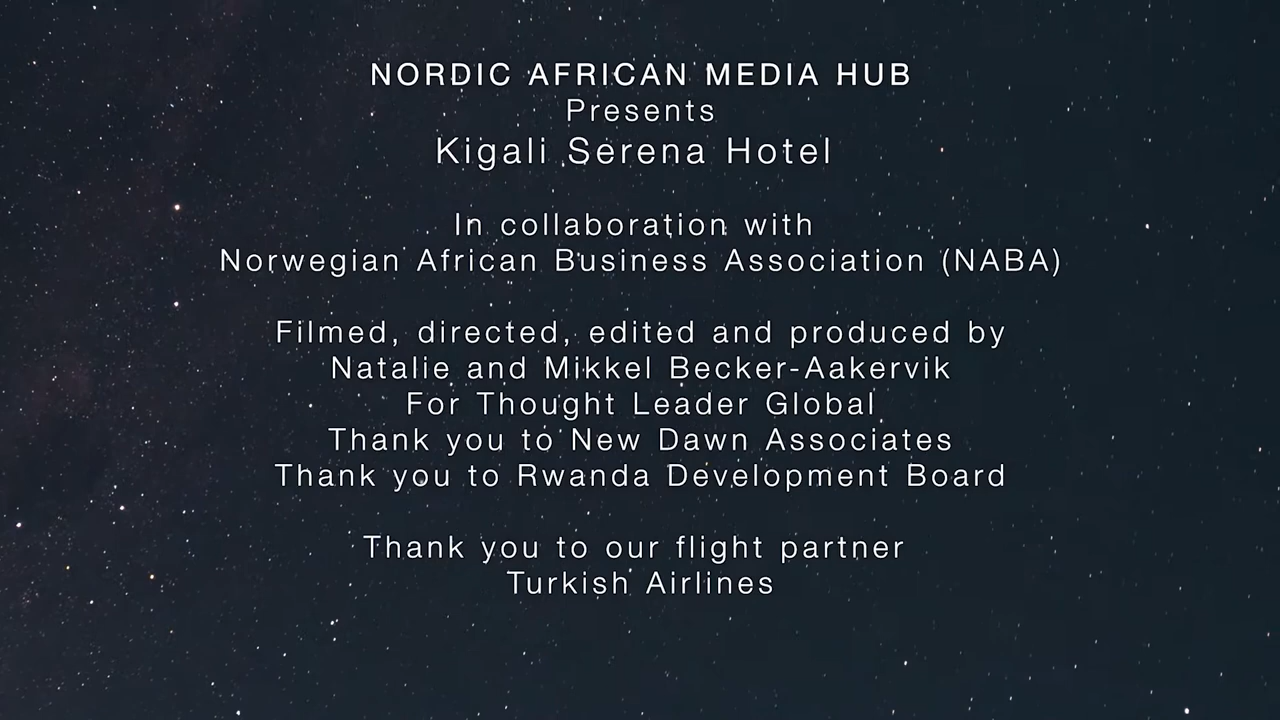 NORDIC AFRICAN MEDIA HUB
Presents
Kigali Serena Hotel
In collaboration with
Norwegian African Business Association (NABA)
Filmed, directed, edited and produced by
Natalie and Mikkel Becker-Aakervik
For Thought Leader Global
Thank you to New Dawn Associates
Thank you to Rwanda Development Board
Thank you to our flight partner
Turkish Airlines